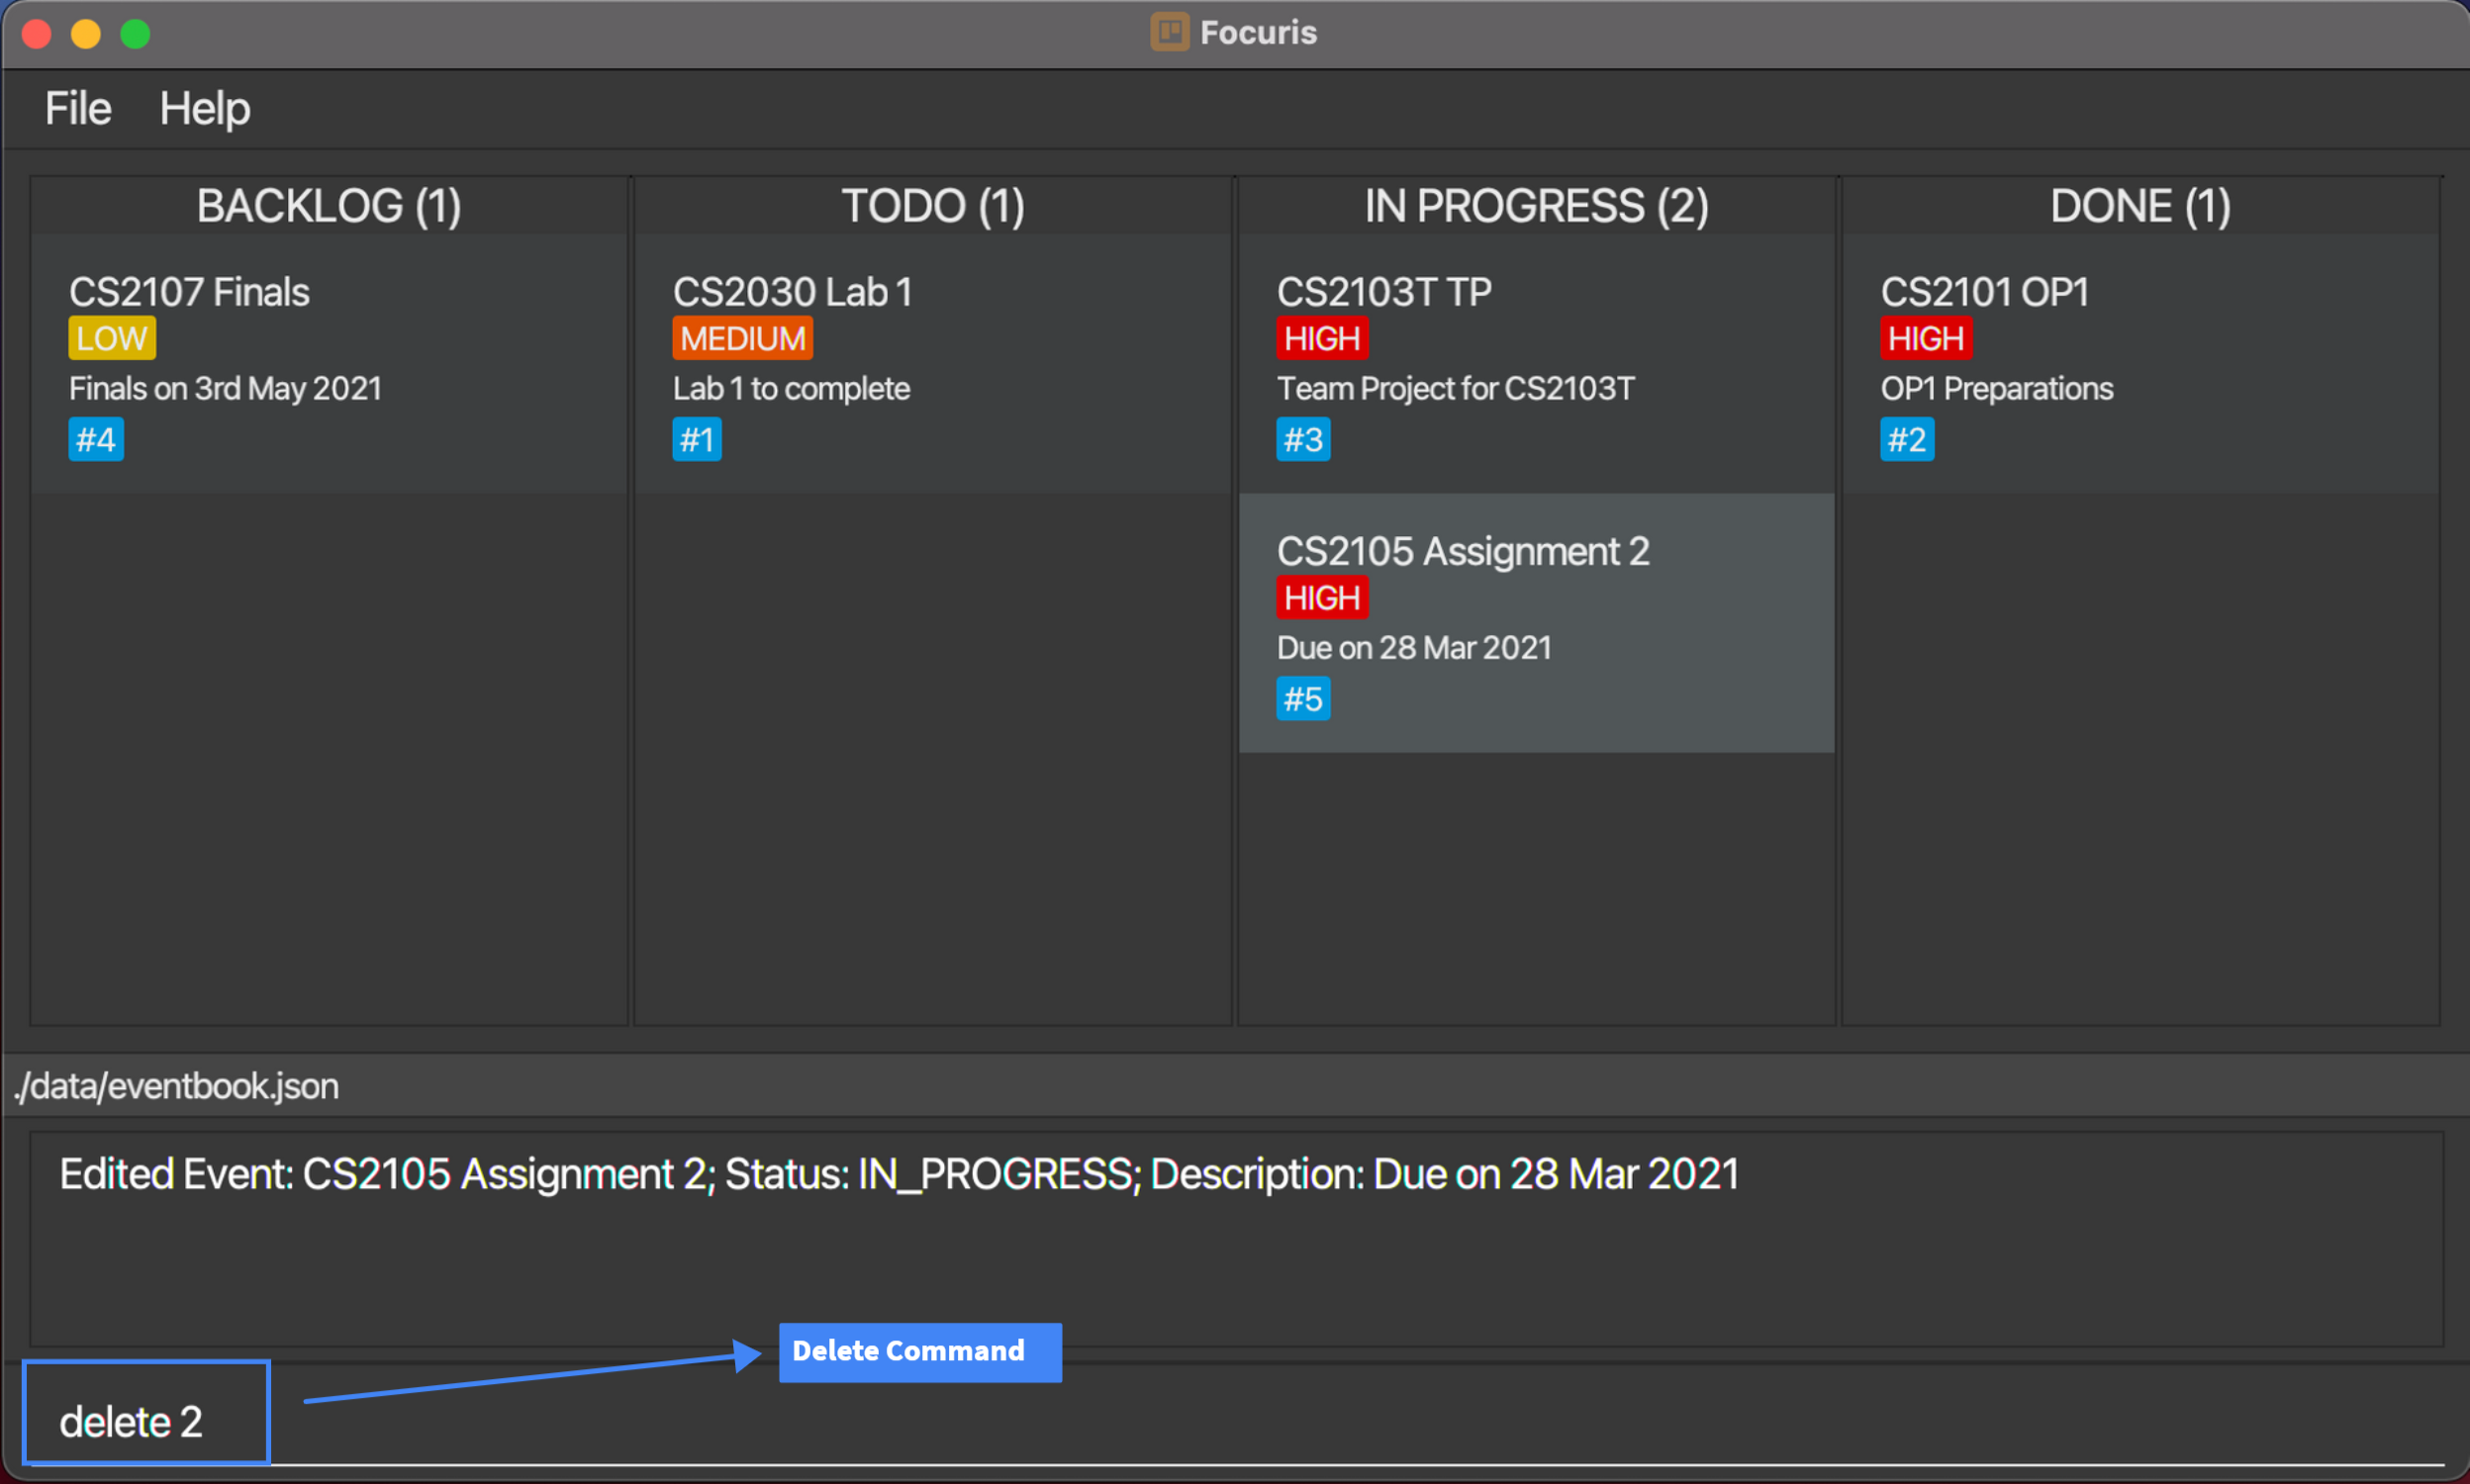 Focuris
File Help
BACKLOG (1)
CS2107 Finals
LOW
Finals on 3rd May 2021
#4
TODO (1)
CS2030 Lab 1
MEDIUM
Lab 1 to complete
#1
IN PROGRESS (2)
CS2103T TP
HIGH
Team Project for CS2103T
#3
CS2105 Assignment 2
HIGH
Due on 28 Mar 2021
#5
DONE (1)
CS2101 OP1
HIGH
OP1 Preparations
#2
./data/eventbook.json
Edited Event: CS2105 Assignment 2; Status: IN_PROGRESS; Description: Due on 28 Mar 2021
Delete Command
delete 2